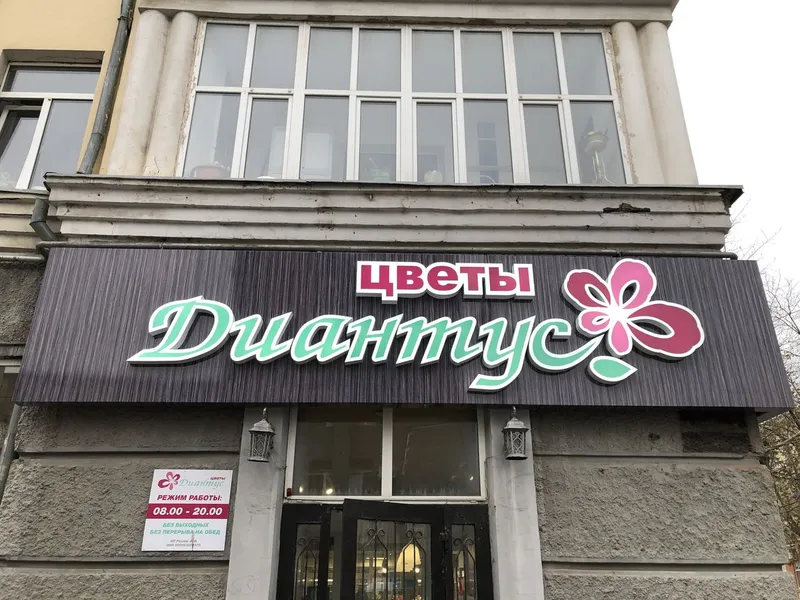 цветы
Диантус
цветы
Диантус
РЕЖИМ РАБОТЫ:
08.00 - 20.00
БЕЗ ВЫХОДНЫХ
БЕЗ ПЕРЕРЫВА НА ОБЕД